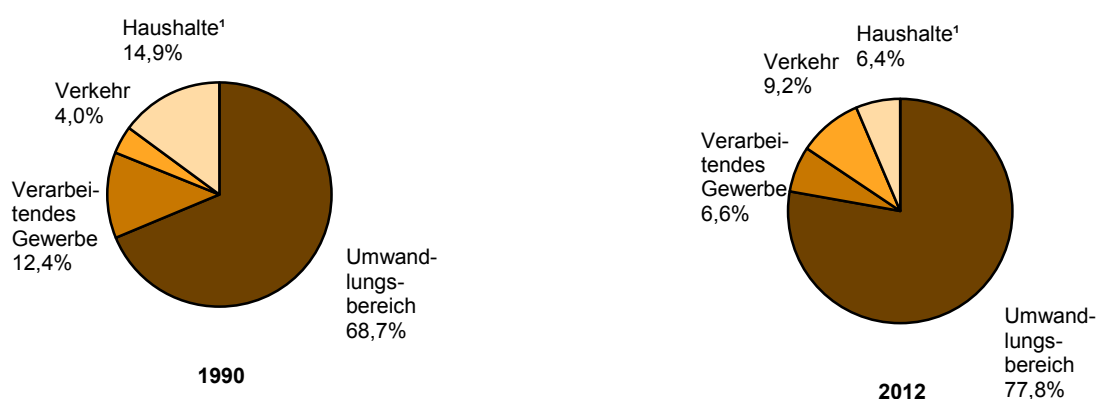 Haushalte¹
14,9%
Verkehr
4,0%
Verarbei-
tendes
Gewerbe
12,4%
Umwand-
lungs-
bereich
68,7%
1990
Haushalte¹
6,4%
Verkehr
9,2%
Verarbei-
tendes
Gewerbe
6,6%
Umwand-
lungs-
bereich
77,8%
2012